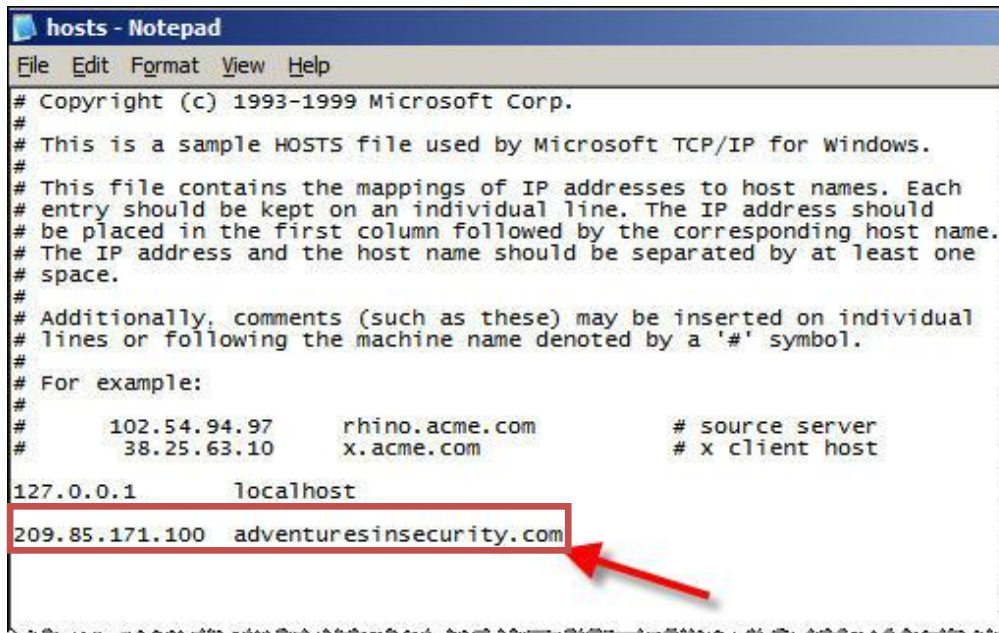 hosts - Notepad
File Edit Format View Help
# Copyright (c) 1993-1999 Microsoft Corp.
#
# This is a sample HOSTS file used by Microsoft TCP/IP for Windows.
#
# This file contains the mappings of IP addresses to host names. Each
# entry should be kept on an individual line. The IP address should
# be placed in the first column followed by the corresponding host name.
# The IP address and the host name should be separated by at least one
# space.
#
# Additionally, comments (such as these) may be inserted on individual
# lines or following the machine name denoted by a '#' symbol.
#
# For example:
#
# 102.54.94.97 rhino.acme.com # source server
# 38.25.63.10 x.acme.com # x client host
127.0.0.1 localhost
209.85.171.100 adventuresinsecurity.com